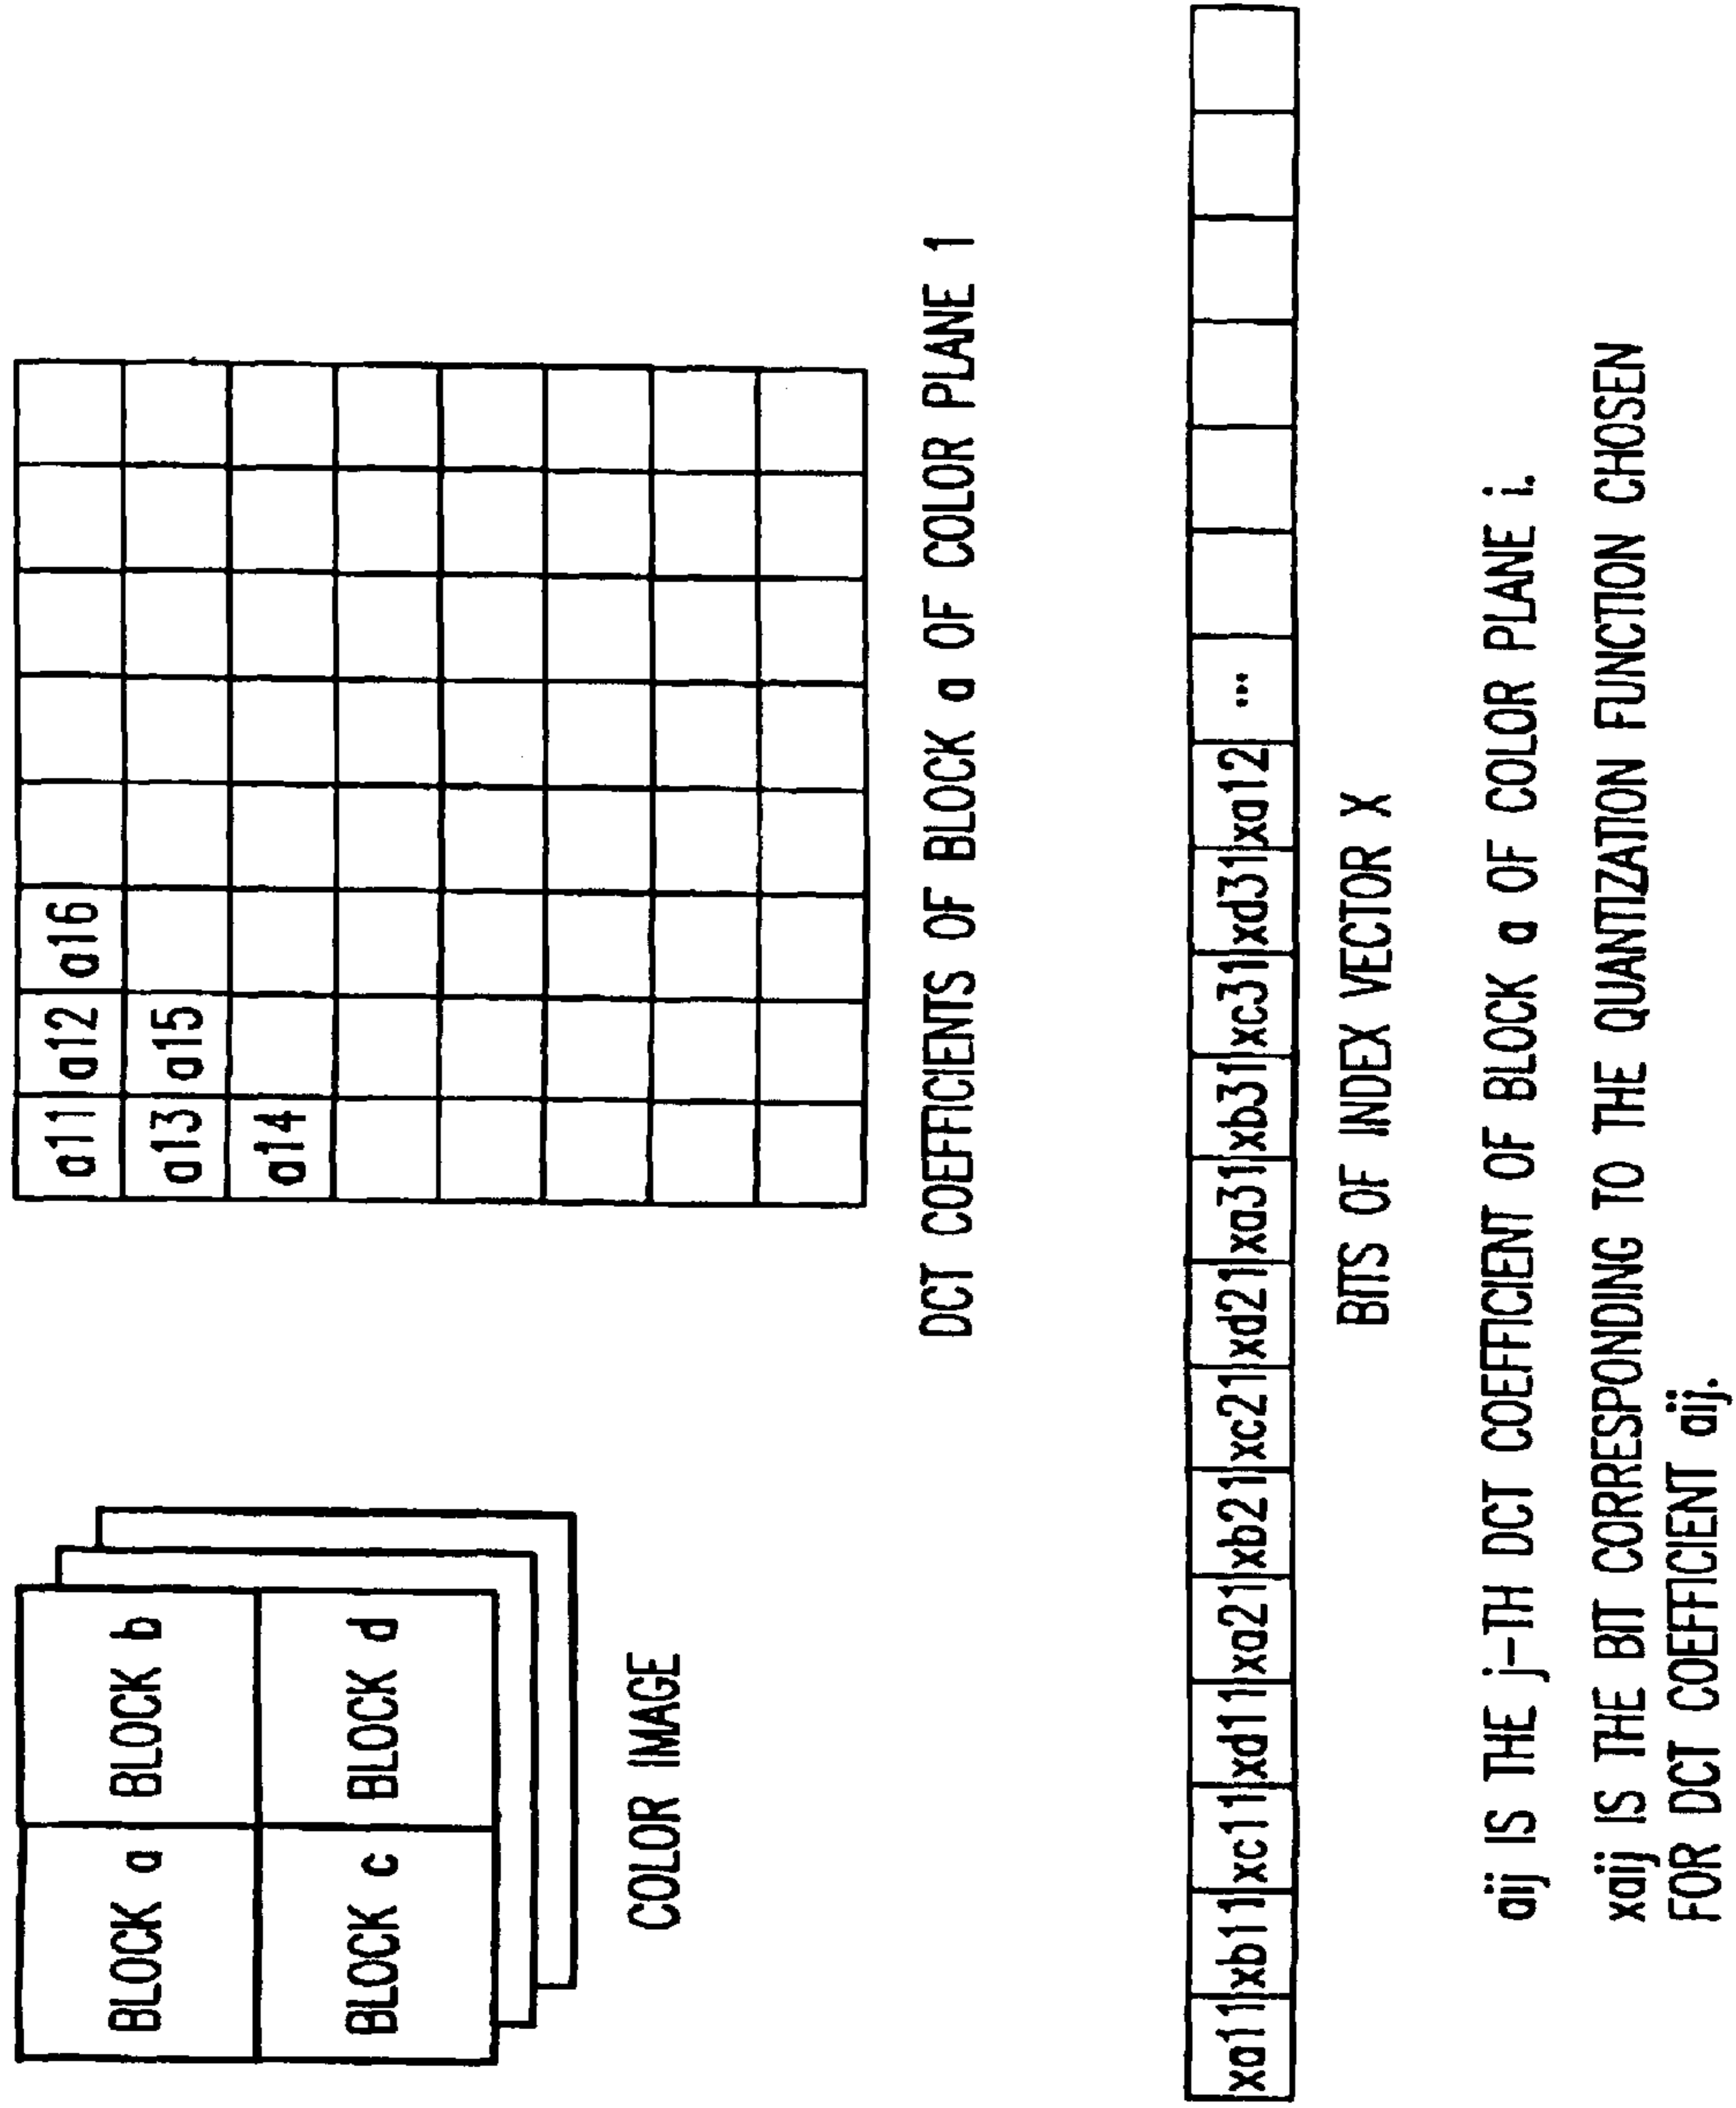 BLOCK a BLOCK b
BLOCK c BLOCK d
COLOR IMAGE
a11 a12 a16
a13 a15
a14
DCT COEFFICIENTS OF BLOCK a OF COLOR PLANE 1
xa11 xb11 xc11 xd11 xa21 xb21 xc21 xd21 xa31 xb31 xc31 xd31 xa12 ...
BITS OF INDEX VECTOR X
aij IS THE j-TH DCT COEFFICIENT OF BLOCK a OF COLOR PLANE i.
xaij IS THE BIT CORRESPONDING TO THE QUANTIZATION FUNCTION CHOSEN
FOR DCT COEFFICIENT aij.